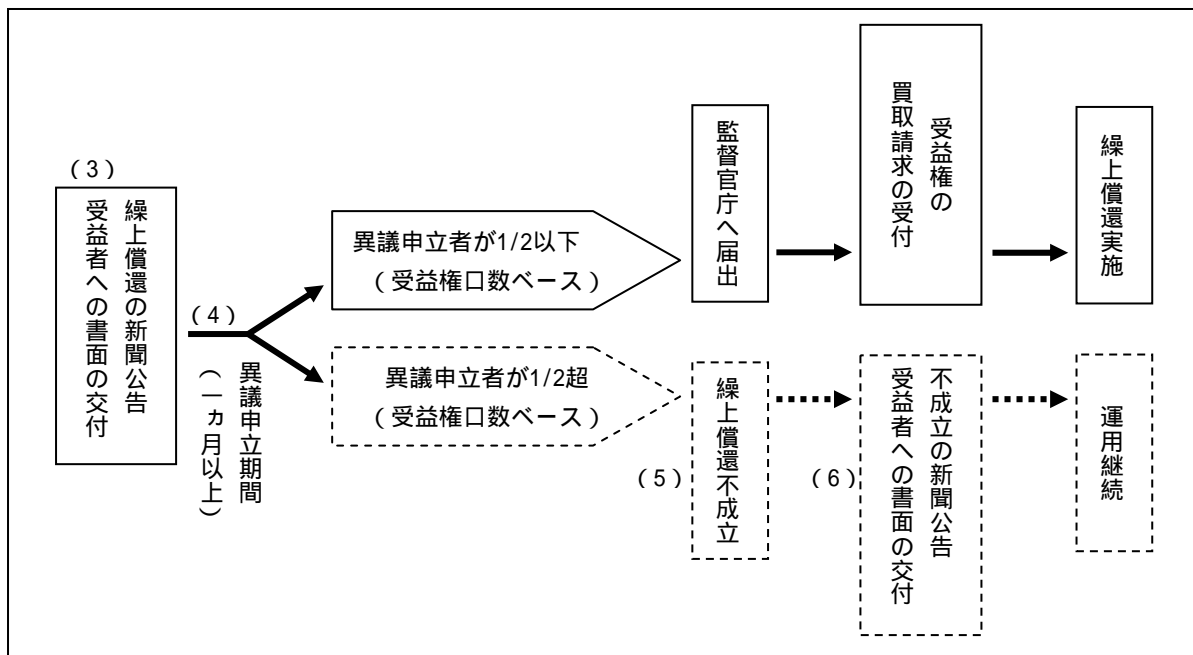 （３）
繰上償還の新聞公告
受益者への書面の交付
（４）
異議申立期間
（一ヵ月以上）
異議申立者が1/2以下
（受益権口数ベース）
監督官庁へ届出
受益権の
買取請求の受付
繰上償還実施
異議申立者が1/2超
（受益権口数ベース）
（５）
繰上償還不成立
（６）
不成立の新聞公告
受益者への書面の交付
運用継続